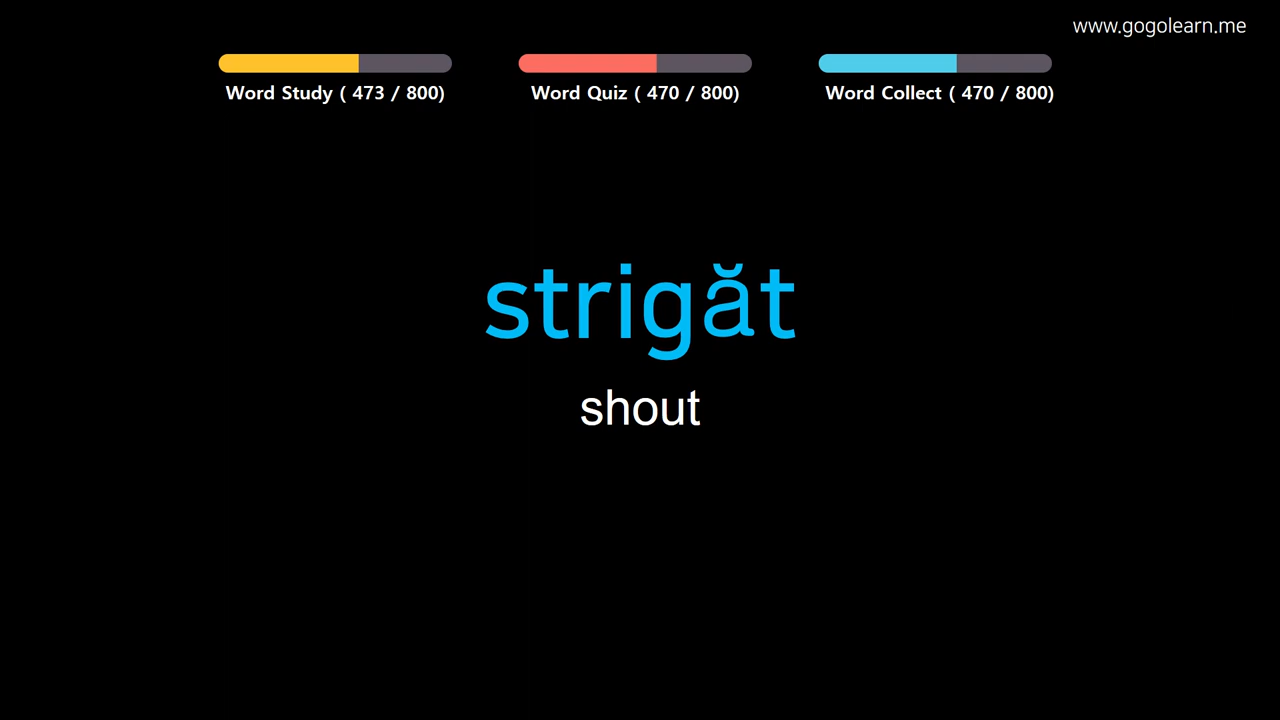 www.gogolearn.me
Word Study ( 473 / 800)
Word Quiz ( 470 / 800)
Word Collect ( 470 / 800)
strigăt
shout